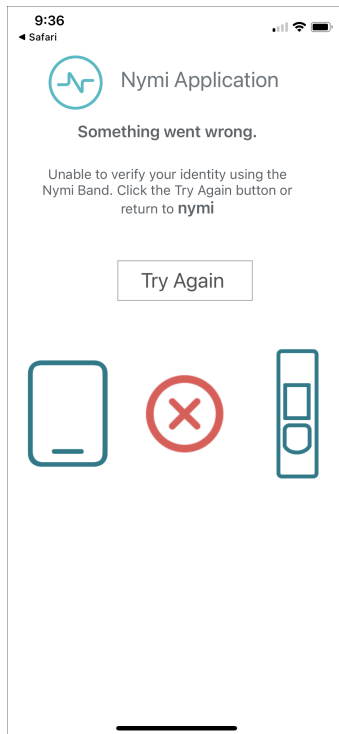 9:36
◀ Safari
Nymi Application
Something went wrong.
Unable to verify your identity using the
Nymi Band. Click the Try Again button or
return to nymi
Try Again